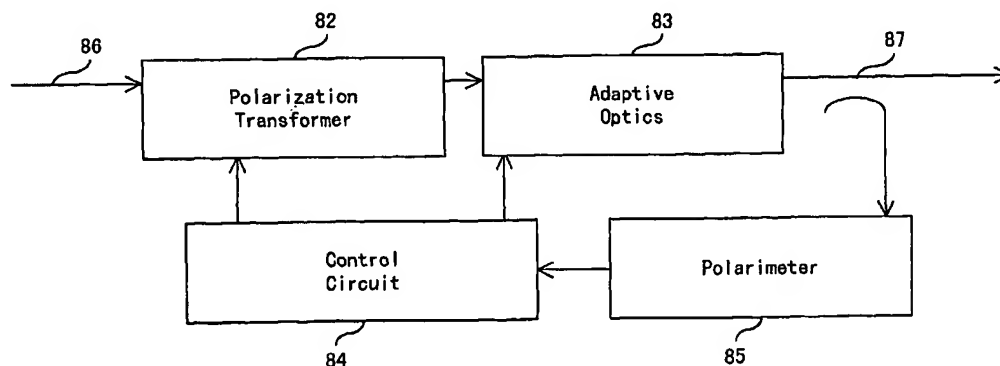 82
83
86
87
Polarization
Transformer
Adaptive
Optics
Control
Circuit
Polarimeter
84
85